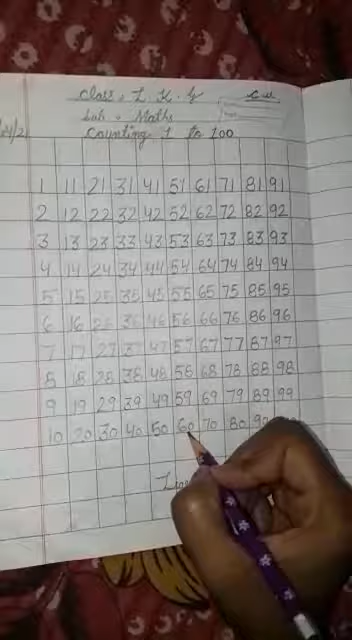 Class - L.K.G C.W
Sub - Maths
Counting 1 to 100
1 11 21 31 41 51 61 71 81 91
2 12 22 32 42 52 62 72 82 92
3 13 23 33 43 53 63 73 83 93
4 14 24 34 44 54 64 74 84 94
5 15 25 35 45 55 65 75 85 95
6 16 26 36 46 56 66 76 86 96
7 17 27 37 47 57 67 77 87 97
8 18 28 38 48 58 68 78 88 98
9 19 29 39 49 59 69 79 89 99
10 20 30 40 50 60 70 80 90